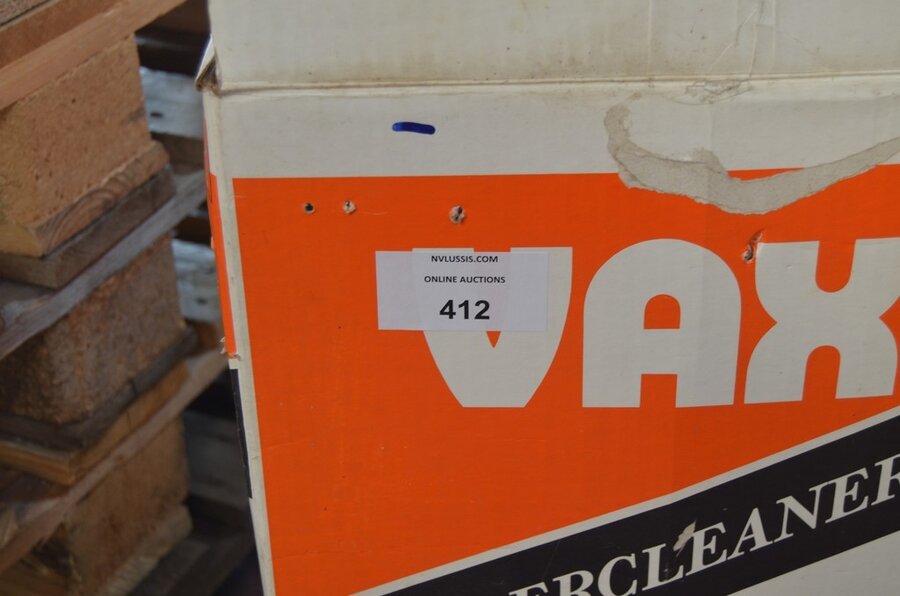 NVLUSSIS.COM
ONLINE AUCTIONS
412
VAX
ERCLEANER